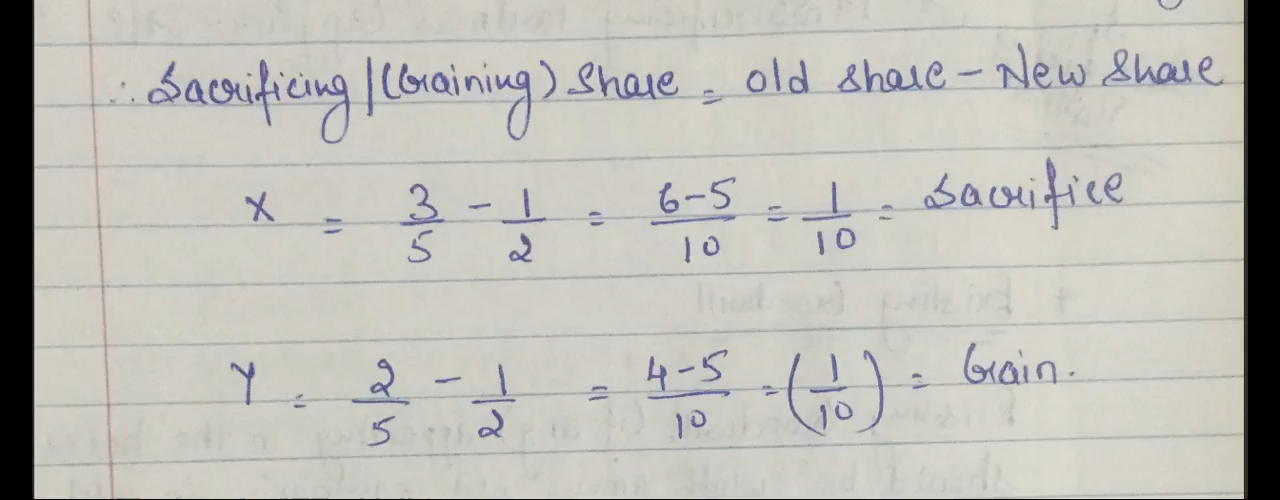 ∴ Sacrificing/(Gaining) Share = Old share - New Share
X = 3/5 - 1/2 = 6-5/10 = 1/10 = Sacrifice
Y = 2/5 - 1/2 = 4-5/10 = (1/10) = Gain.